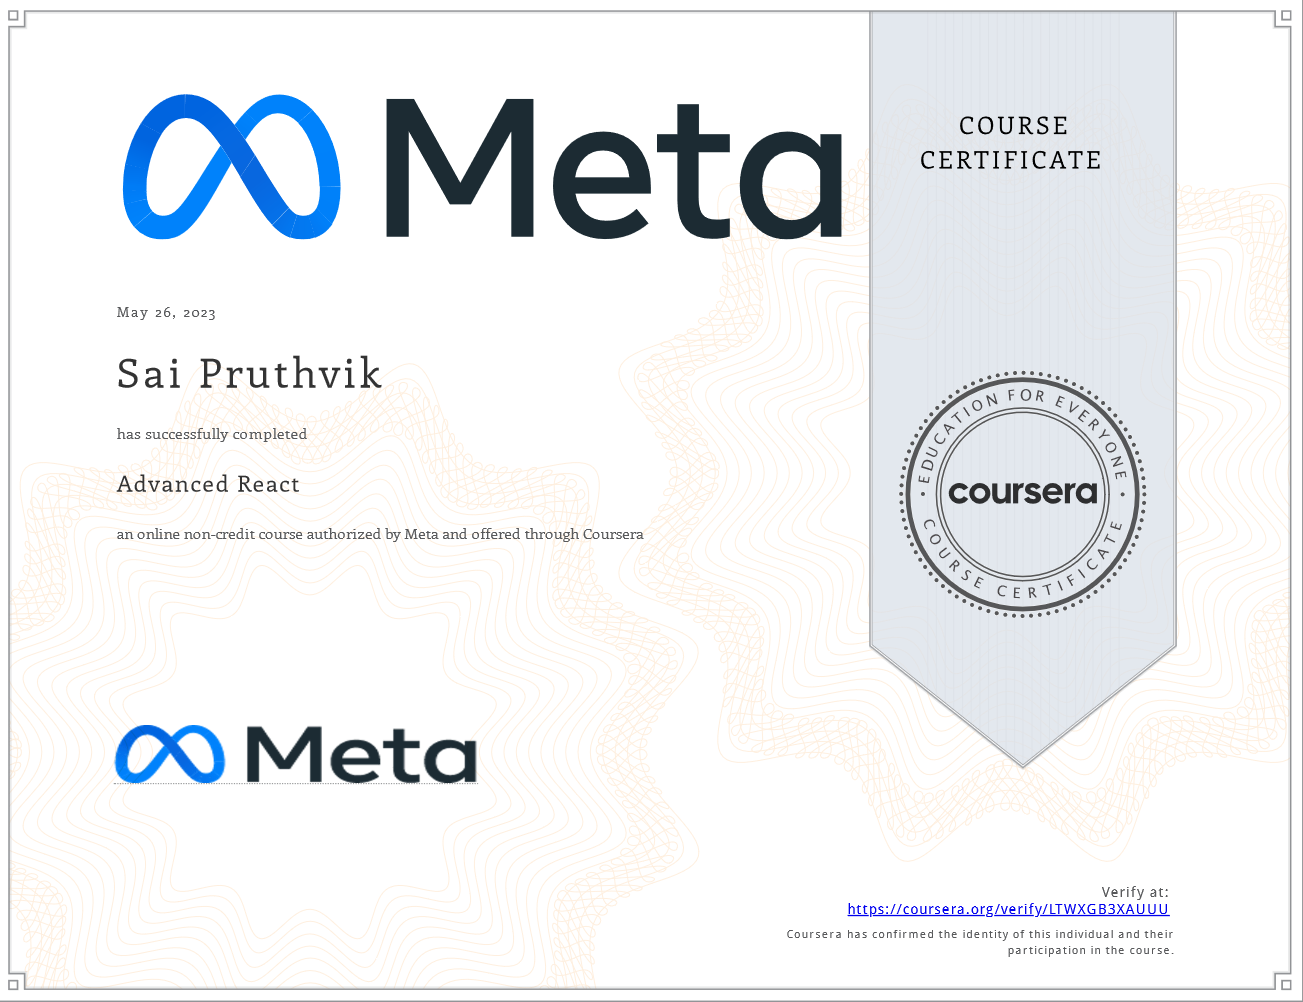 Meta
COURSE
CERTIFICATE
May 26, 2023
Sai Pruthvik
has successfully completed
Advanced React
an online non-credit course authorized by Meta and offered through Coursera
EDUCATION FOR EVERYONE
coursera
COURSE CERTIFICATE
Meta
Verify at:
https://coursera.org/verify/LTWXGB3XAUUU
Coursera has confirmed the identity of this individual and their
participation in the course.